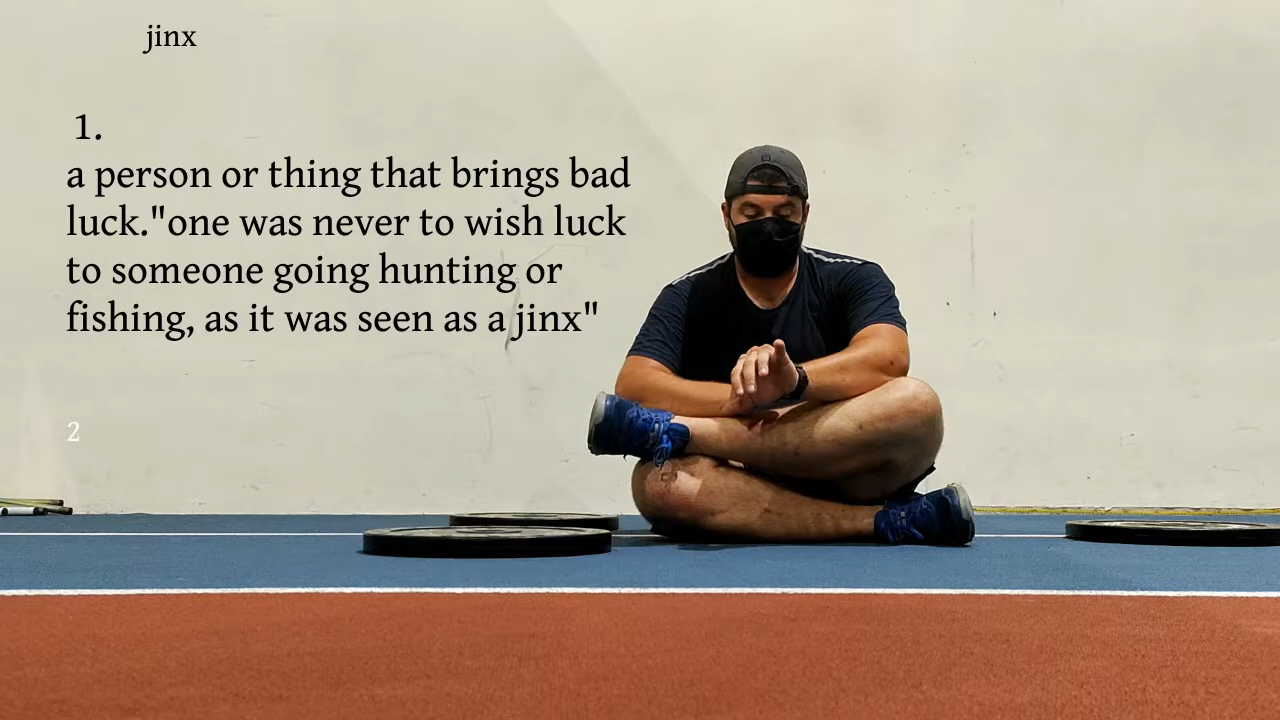 jinx
1.
a person or thing that brings bad
luck."one was never to wish luck
to someone going hunting or
fishing, as it was seen as a jinx"
2